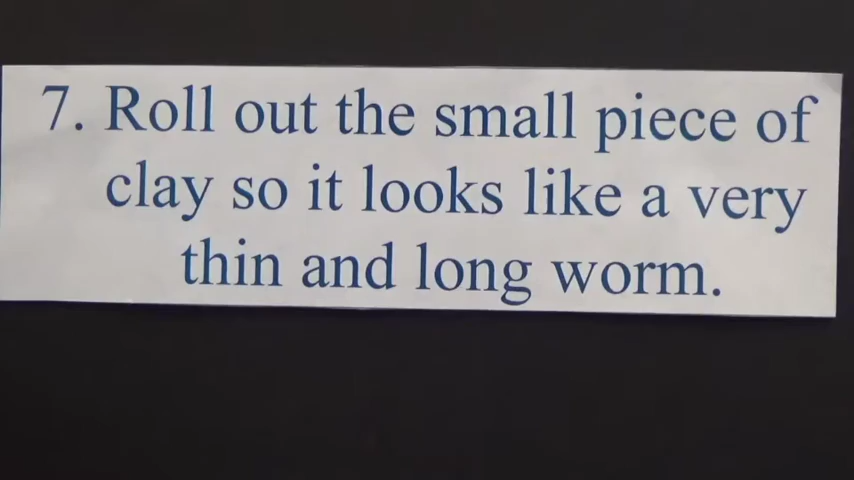 7. Roll out the small piece of
clay so it looks like a very
thin and long worm.